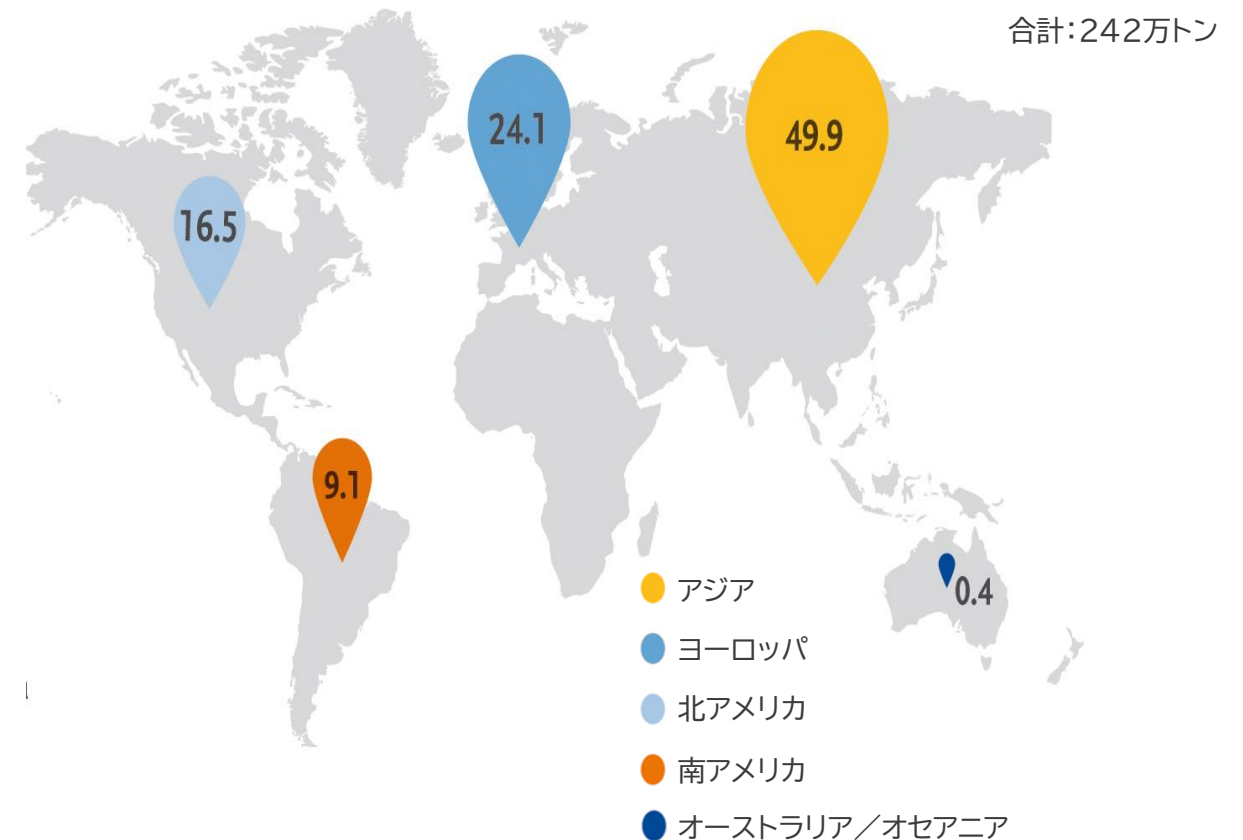 合計：242万トン
24.1
49.9
16.5
9.1
0.4
アジア
ヨーロッパ
北アメリカ
南アメリカ
オーストラリア／オセアニア